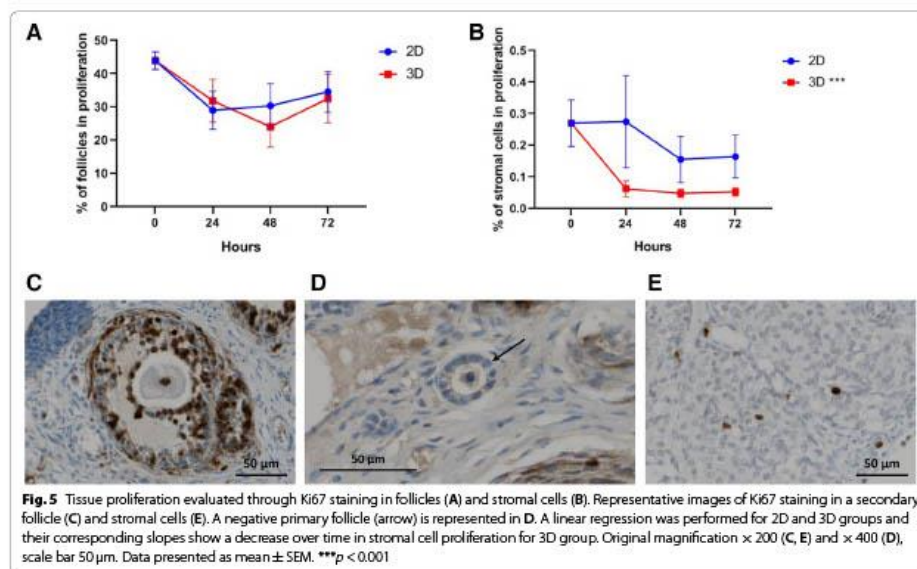 A
B
50
40
30
20
10
0
% of follicles in proliferation
0 24 48 72
Hours
2D
3D
0.5
0.4
0.3
0.2
0.1
0.0
% of stromal cells in proliferation
0 24 48 72
Hours
2D
3D ***
C
D
E
50 µm
50 µm
50 µm
Fig. 5 Tissue proliferation evaluated through Ki67 staining in follicles (A) and stromal cells (B). Representative images of Ki67 staining in a secondary
follicle (C) and stromal cells (E). A negative primary follicle (arrow) is represented in D. A linear regression was performed for 2D and 3D groups and
their corresponding slopes show a decrease over time in stromal cell proliferation for 3D group. Original magnification × 200 (C, E) and × 400 (D),
scale bar 50 µm. Data presented as mean ± SEM. ***p < 0.001